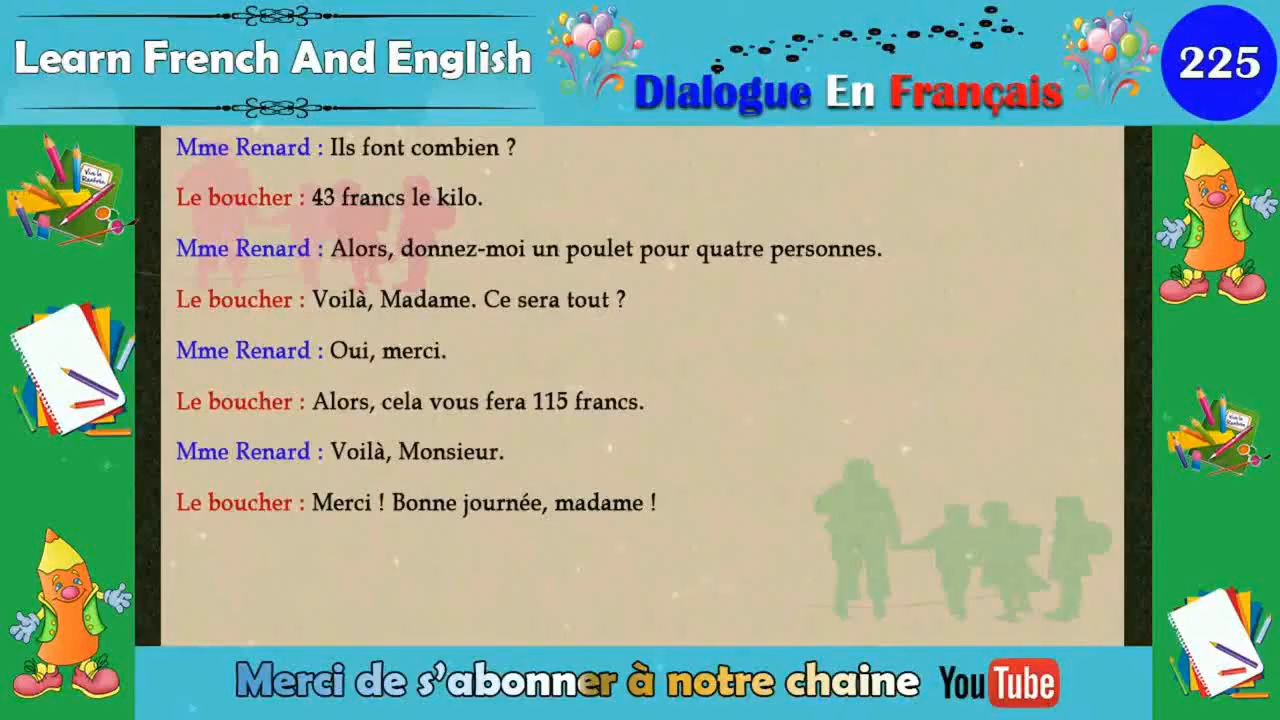 Learn French And English
Dialogue En Français
225
Mme Renard : Ils font combien ?
Le boucher : 43 francs le kilo.
Mme Renard : Alors, donnez-moi un poulet pour quatre personnes.
Le boucher : Voilà, Madame. Ce sera tout ?
Mme Renard : Oui, merci.
Le boucher : Alors, cela vous fera 115 francs.
Mme Renard : Voilà, Monsieur.
Le boucher : Merci ! Bonne journée, madame !
Merci de s'abonner à notre chaine YouTube